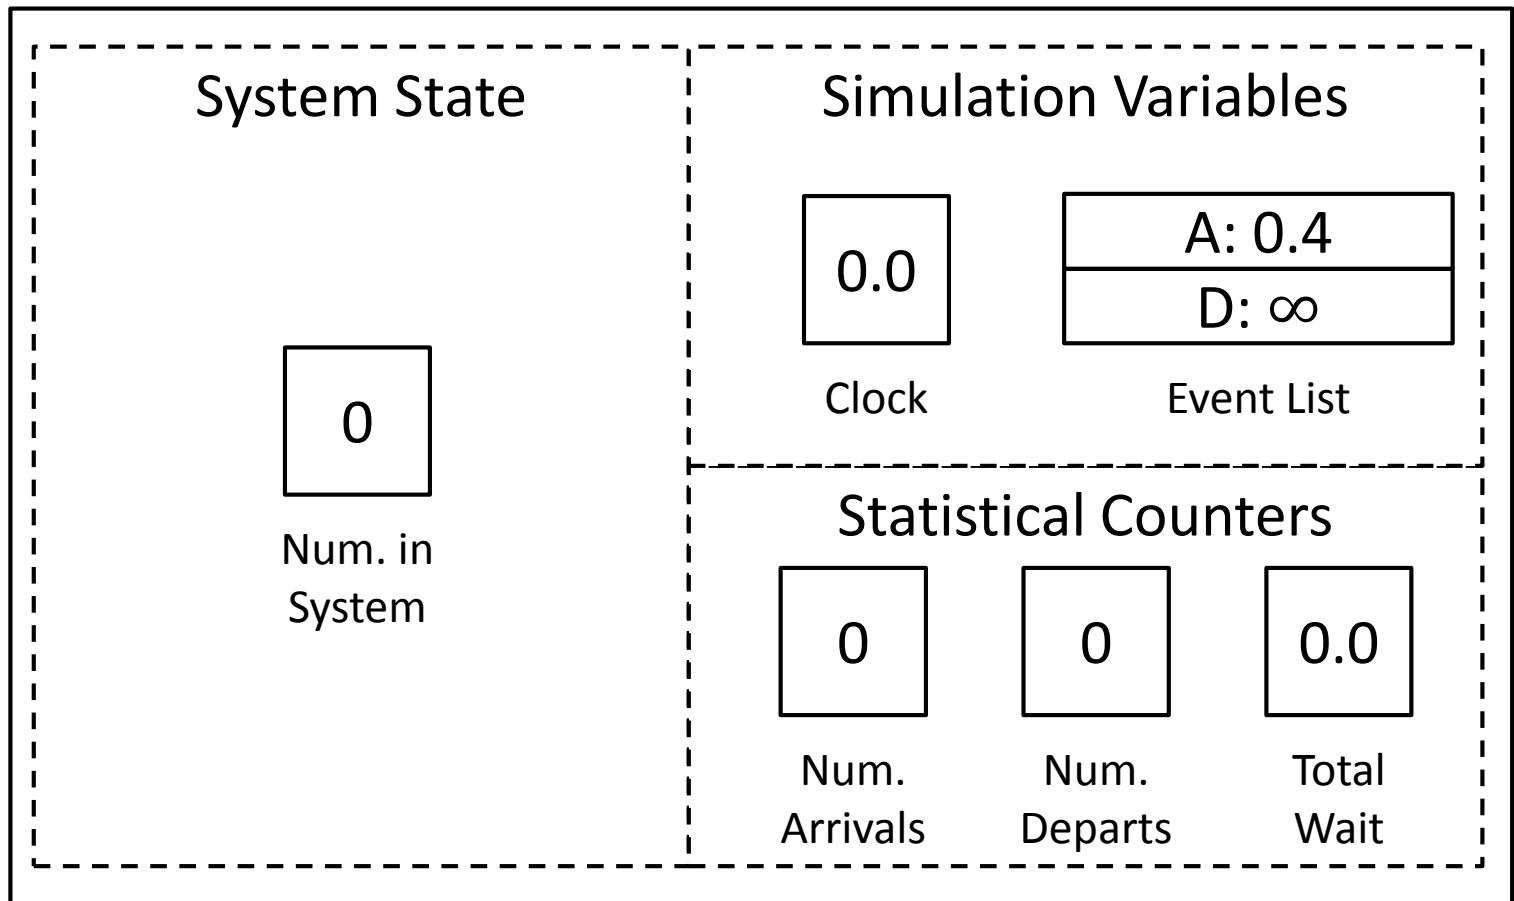 System State
0
Num. in
System
Simulation Variables
0.0
A: 0.4
D: ∞
Clock
Event List
Statistical Counters
0
0
0.0
Num.
Arrivals
Num.
Departs
Total
Wait